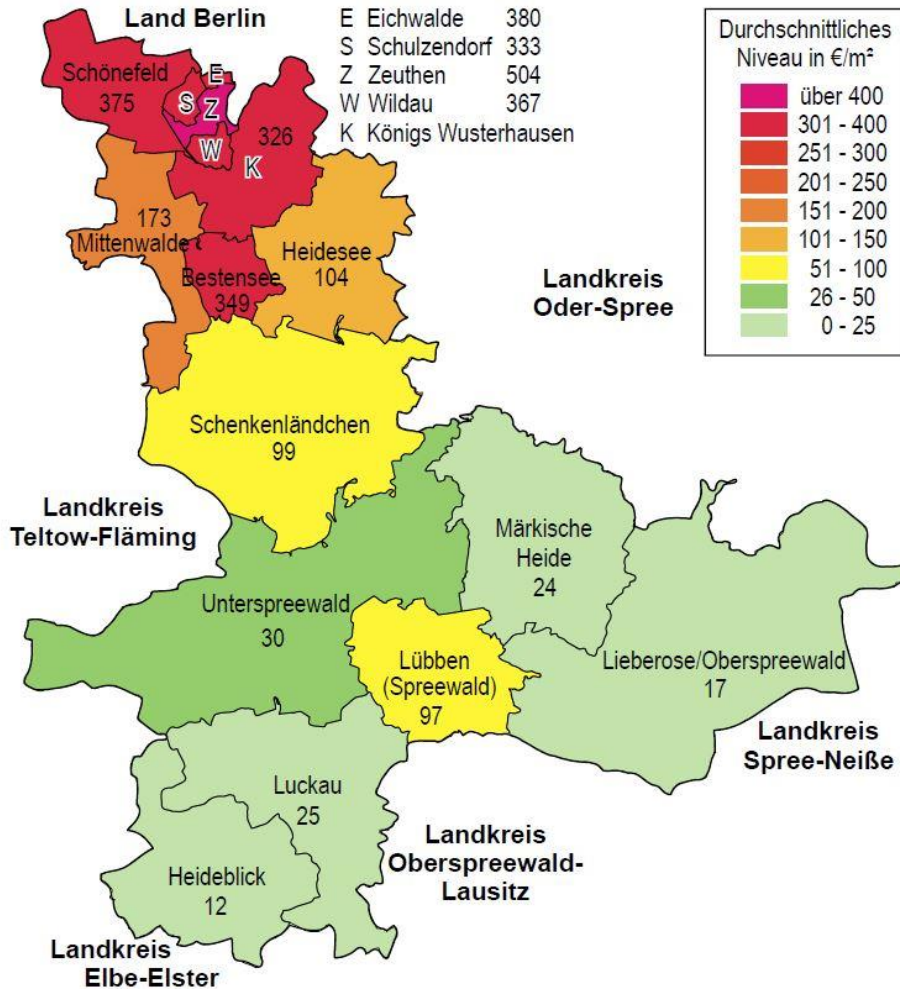 Land Berlin
E Eichwalde 380
S Schulzendorf 333
Z Zeuthen 504
W Wildau 367
K Königs Wusterhausen
Durchschnittliches
Niveau in €/m²
über 400
301 - 400
251 - 300
201 - 250
151 - 200
101 - 150
51 - 100
26 - 50
0 - 25
Schönefeld
375
E
S
Z
W
326
K
173
Mittenwalde
Bestensee
349
Heidesee
104
Landkreis
Oder-Spree
Schenkenländchen
99
Landkreis
Teltow-Fläming
Märkische
Heide
24
Unterspreewald
30
Lübben
(Spreewald)
97
Lieberose/Oberspreewald
17
Landkreis
Spree-Neiße
Luckau
25
Landkreis
Oberspreewald-
Lausitz
Heideblick
12
Landkreis
Elbe-Elster